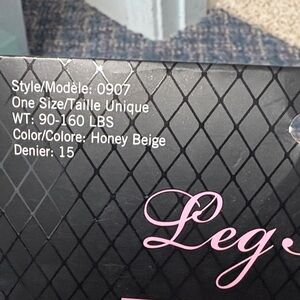 Style/Modèle: 0907
One Size/Taille Unique
WT: 90-160 LBS
Color/Colore: Honey Beige
Denier: 15
Leg